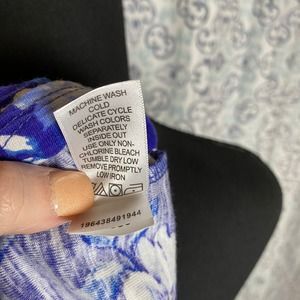 MACHINE WASH
COLD
DELICATE CYCLE
WASH COLORS
SEPARATELY
INSIDE OUT
USE ONLY NON-
CHLORINE BLEACH
TUMBLE DRY LOW
REMOVE PROMPTLY
LOW IRON
196438491944